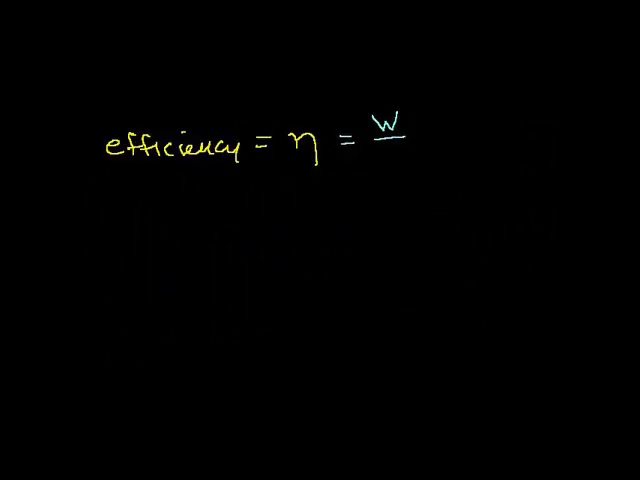 efficiency = η = W